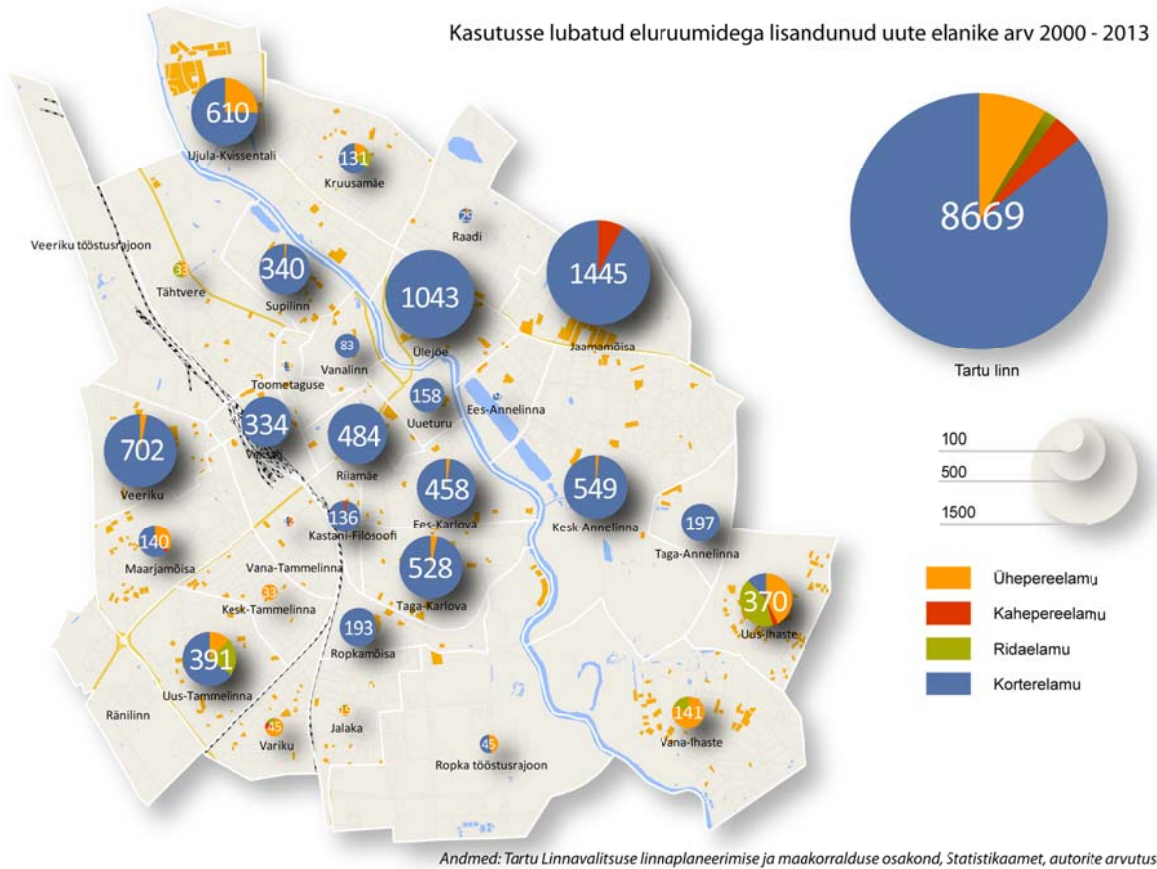 Kasutusse lubatud eluruumidega lisandunud uute elanike arv 2000 - 2013
610
Ujula-Kvissentali
131
Kruusamäe
29
Raadi
8669
Tartu linn
Veeriku tööstusrajoon
33
Tähtvere
340
Supilinn
1043
Ülejõe
1445
Jaamamõisa
83
Vanalinn
Toometaguse
158
Uueturu
Ees-Annelinna
702
Veeriku
334
484
Riiamäe
458
Ees-Karlova
549
Kesk-Annelinna
197
Taga-Annelinna
100
500
1500
140
Maarjamõisa
136
Kastani-Filosoofi
Vana-Tammelinna
528
Taga-Karlova
33
Kesk-Tammelinna
193
Ropkamõisa
370
Uus-Ihaste
Ühepereelamu
Kahepereelamu
Ridaelamu
Korterelamu
391
Uus-Tammelinna
Ränilinn
45
Variku
Jalaka
45
Ropka tööstusrajoon
141
Vana-Ihaste
Andmed: Tartu Linnavalitsuse linnaplaneerimise ja maakorralduse osakond, Statistikaamet, autorite arvutuse